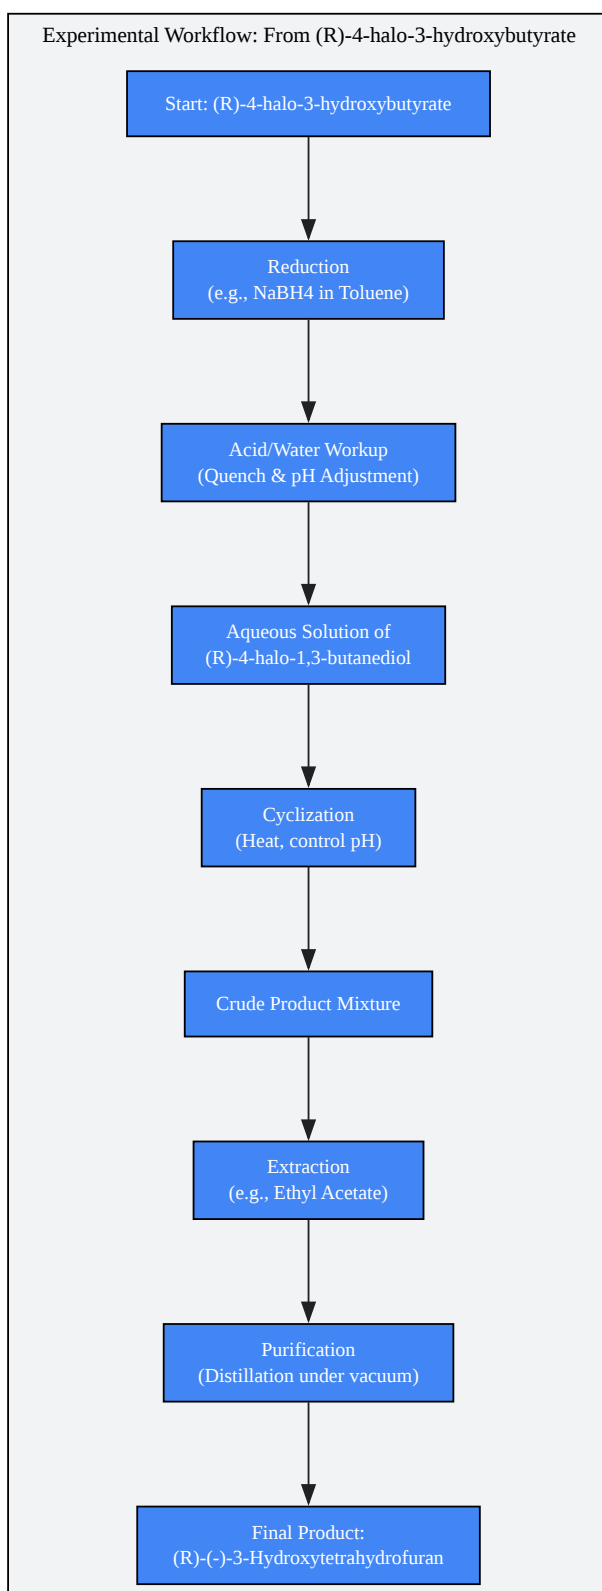 Experimental Workflow: From (R)-4-halo-3-hydroxybutyrate
Start: (R)-4-halo-3-hydroxybutyrate
Reduction
(e.g., NaBH4 in Toluene)
Acid/Water Workup
(Quench & pH Adjustment)
Aqueous Solution of
(R)-4-halo-1,3-butanediol
Cyclization
(Heat, control pH)
Crude Product Mixture
Extraction
(e.g., Ethyl Acetate)
Purification
(Distillation under vacuum)
Final Product:
(R)-(-)-3-Hydroxytetrahydrofuran